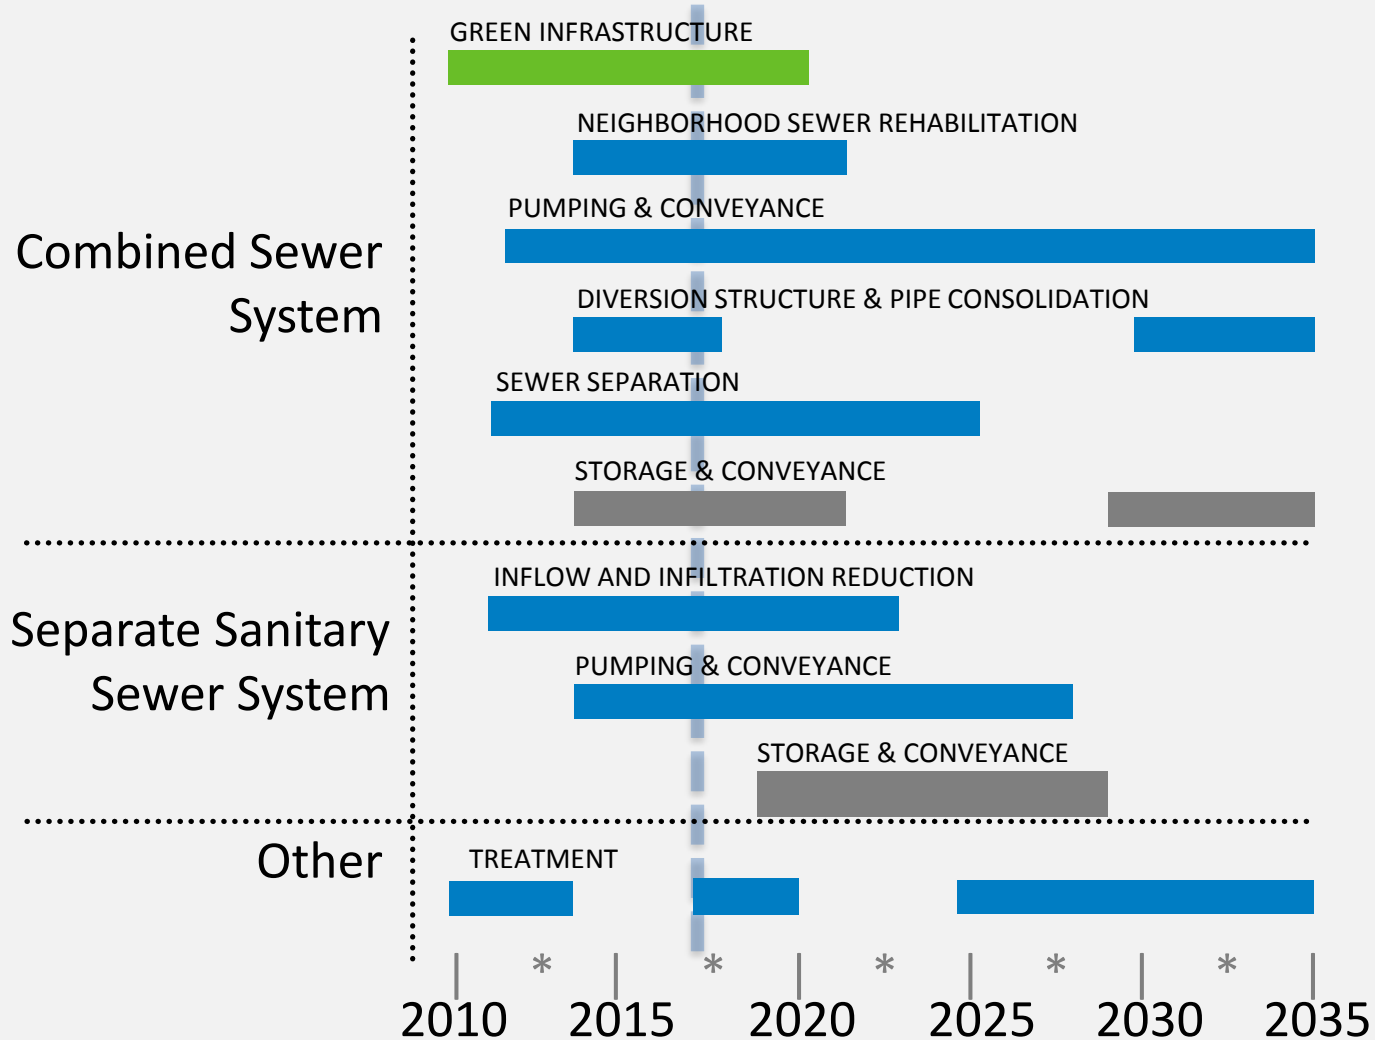 GREEN INFRASTRUCTURE
NEIGHBORHOOD SEWER REHABILITATION
PUMPING & CONVEYANCE
Combined Sewer
System
DIVERSION STRUCTURE & PIPE CONSOLIDATION
SEWER SEPARATION
STORAGE & CONVEYANCE
INFLOW AND INFILTRATION REDUCTION
Separate Sanitary
Sewer System
PUMPING & CONVEYANCE
STORAGE & CONVEYANCE
Other
TREATMENT
* * * * *
2010 2015 2020 2025 2030 2035